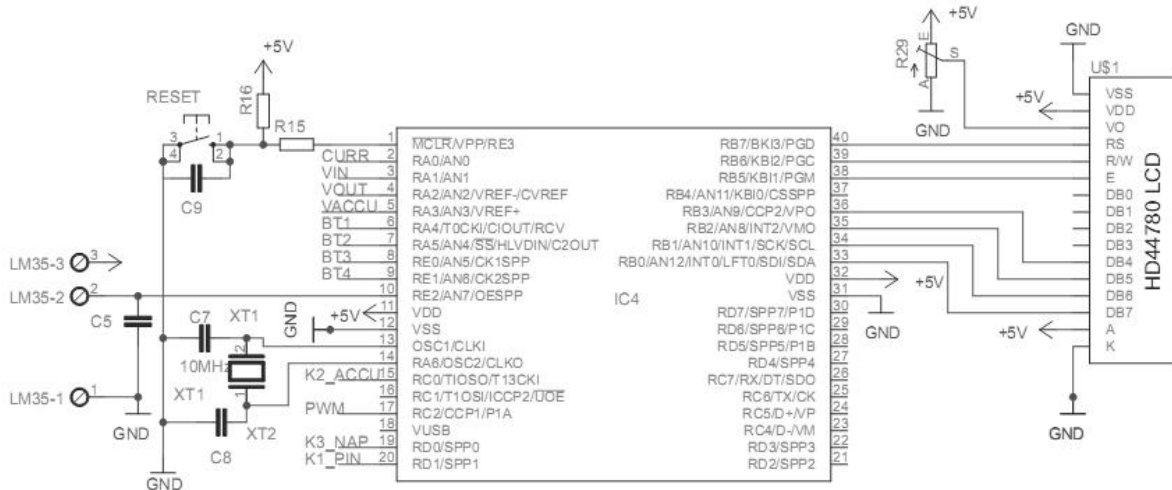 +5V
GND
R29
E
S
A
+5V
GND
U$1
HD44780 LCD
VSS
VDD
VO
RS
R/W
E
DB0
DB1
DB2
DB3
DB4
DB5
DB6
DB7
A
K
+5V
+5V
GND
+5V
RESET
R16
R15
3
1
4
2
C9
CURR
VIN
VOUT
VACCU
BT1
BT2
BT3
BT4
LM35-3
3
LM35-2
2
LM35-1
1
C5
GND
C7
XT1
10MHz
2
1
XT1
XT2
C8
GND
GND
+5V
K2_ACCU
PWM
K3_NAP
K1_PIN
IC4
1 MCLR/VPP/RE3
2 RA0/AN0
3 RA1/AN1
4 RA2/AN2/VREF-/CVREF
5 RA3/AN3/VREF+
6 RA4/T0CKI/CIOUT/RCV
7 RA5/AN4/SS/HLVDIN/C2OUT
8 RE0/AN5/CK1SPP
9 RE1/AN6/CK2SPP
10 RE2/AN7/OESPP
11 VDD
12 VSS
13 OSC1/CLKI
14 RA6/OSC2/CLKO
15 RC0/TIOSO/T13CKI
16 RC1/T1OSI/ICCP2/UOE
17 RC2/CCP1/P1A
18 VUSB
19 RD0/SPP0
20 RD1/SPP1
RB7/BKI3/PGD 40
RB6/KBI2/PGC 39
RB5/KBI1/PGM 38
RB4/AN11/KBI0/CSSPP 37
RB3/AN9/CCP2/VPO 36
RB2/AN8/INT2/VMO 35
RB1/AN10/INT1/SCK/SCL 34
RB0/AN12/INT0/LFT0/SDI/SDA 33
VDD 32
VSS 31
RD7/SPP7/P1D 30
RD6/SPP6/P1C 29
RD5/SPP5/P1B 28
RD4/SPP4 27
RC7/RX/DT/SDO 26
RC6/TX/CK 25
RC5/D+/VP 24
RC4/D-/VM 23
RD3/SPP3 22
RD2/SPP2 21
+5V
GND